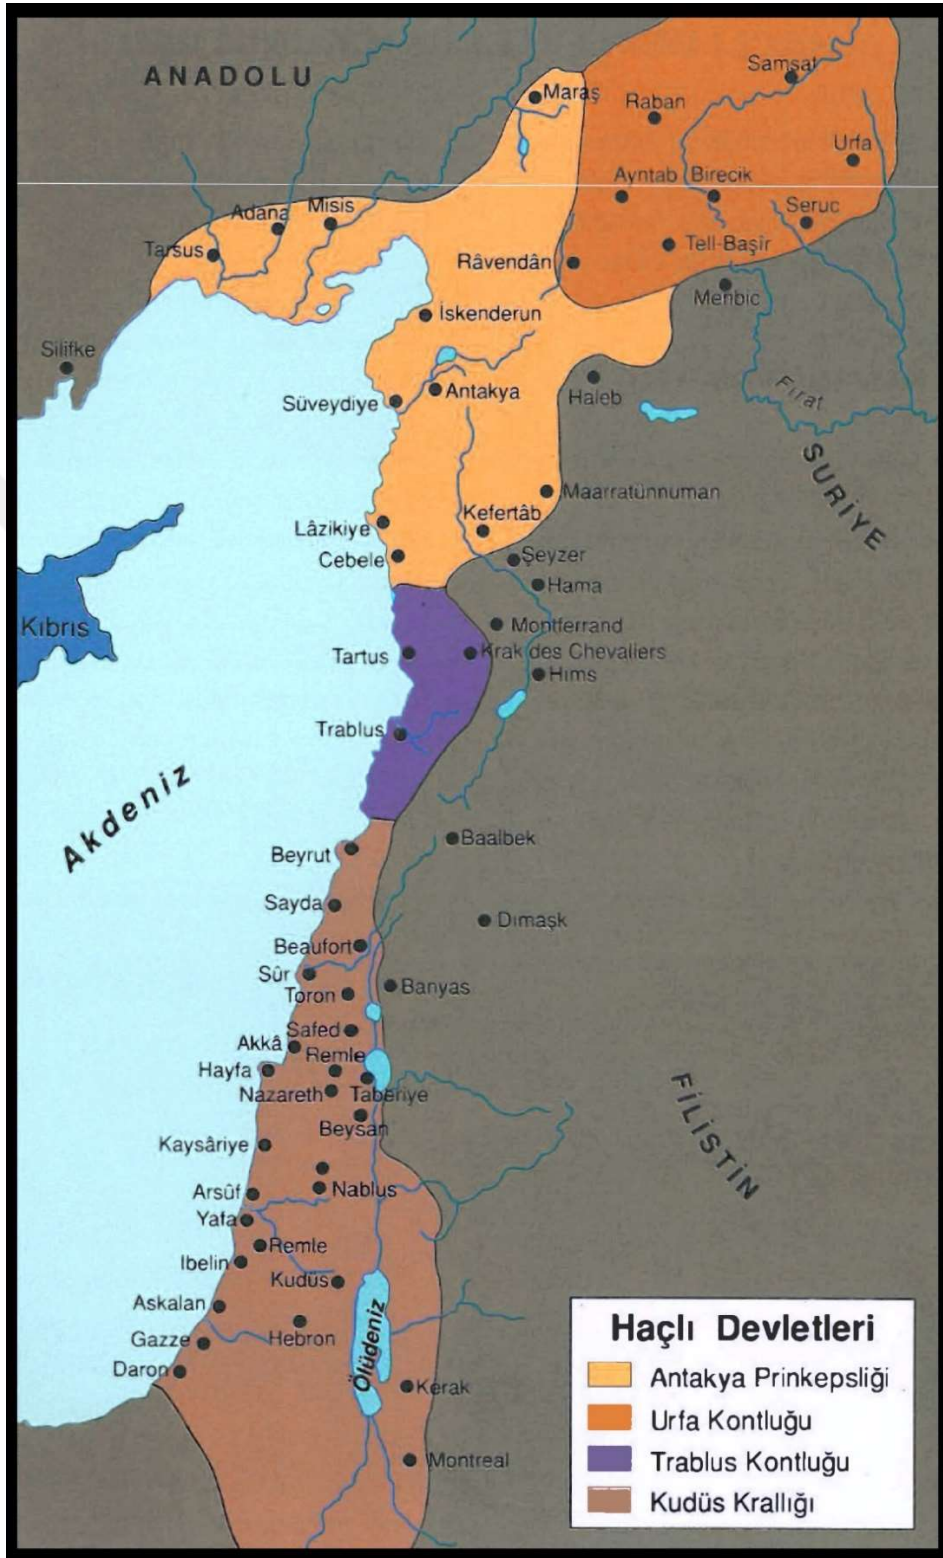 ANADOLU
Maraş
Samsat
Raban
Urfa
Ayntab
Birecik
Seruc
Adana
Misis
Tarsus
Tell-Başîr
Râvendân
Menbic
İskenderun
Silifke
Antakya
Haleb
Fırat
Süveydiye
SURİYE
Maarratünnuman
Kefertâb
Lâzikiye
Cebele
Şeyzer
Hama
Kıbrıs
Montferrand
Tartus
Krak des Chevaliers
Hıms
Trablus
Akdeniz
Baalbek
Beyrut
Sayda
Dımaşk
Beaufort
Sûr
Banyas
Toron
Safed
Akkâ
Remle
Hayfa
Nazareth
Taberiye
Beysan
FİLİSTİN
Kaysâriye
Nablus
Arsûf
Yafa
Remle
Ibelin
Kudüs
Askalan
Gazze
Hebron
Ölüdeniz
Daron
Kerak
Montreal
Haçlı Devletleri
Antakya Prinkepsliği
Urfa Kontluğu
Trablus Kontluğu
Kudüs Krallığı